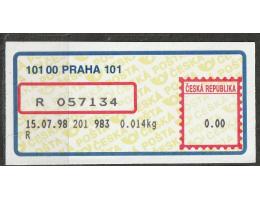 101 00 PRAHA 101
R 057134
ČESKÁ REPUBLIKA
0.00
15.07.98 201 983 0.014kg
R